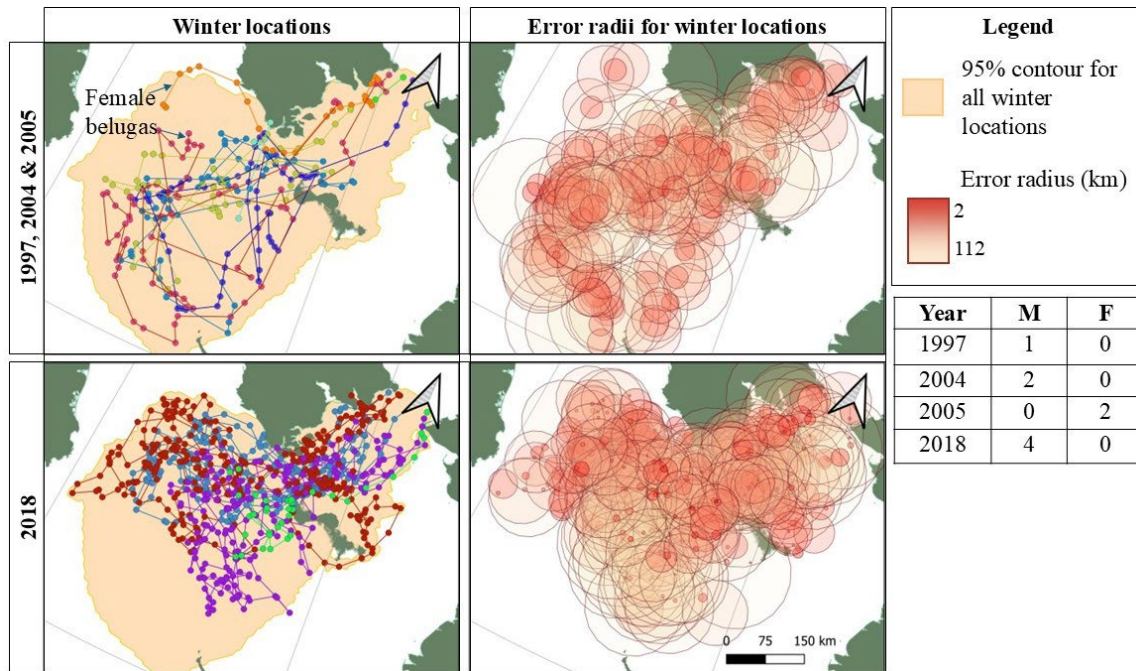 Winter locations
Error radii for winter locations
Legend
1997, 2004 & 2005
Female
belugas
95% contour for
all winter
locations
Error radius (km)
2
112
Year M F
1997 1 0
2004 2 0
2005 0 2
2018 4 0
2018
0 75 150 km